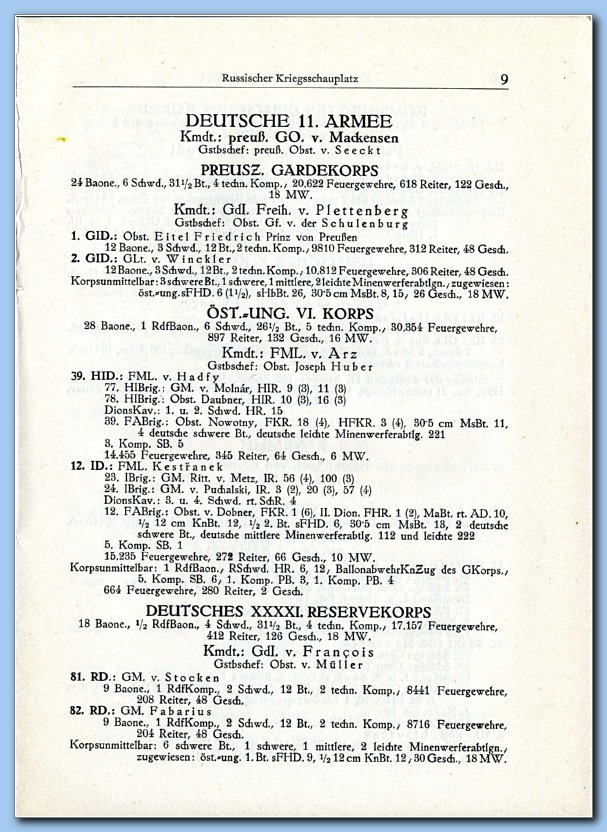 Russischer Kriegsschauplatz 9
DEUTSCHE 11. ARMEE
Kmdt.: preuß. GO. v. Mackensen
Gstbschef: preuß. Obst. v. Seeckt
PREUSZ. GARDEKORPS
24 Baone., 6 Schwd., 31 1/2 Bt., 4 techn. Komp., 20.622 Feuergewehre, 618 Reiter, 122 Gesch.,
18 MW.
Kmdt.: GdI. Freih. v. Plettenberg
Gstbschef: Obst. Gf. v. der Schulenburg
1. GID.: Obst. Eitel Friedrich Prinz von Preußen
12 Baone., 3 Schwd., 12 Bt., 2 techn. Komp., 9810 Feuergewehre, 312 Reiter, 48 Gesch.
2. GID.: GLt. v. Winckler
12 Baone., 3 Schwd., 12 Bt., 2 techn. Komp., 10.812 Feuergewehre, 306 Reiter, 48 Gesch.
Korpsunmittelbar: 3 schwere Bt., 1 schwere, 1 mittlere, 2 leichte Minenwerferabtlgn., zugewiesen:
öst.-ung. sFHD. 6 (1 1/2), sHbBt. 26, 30·5 cm MsBt. 8, 15, 26 Gesch., 18 MW.
ÖST.-UNG. VI. KORPS
28 Baone., 1 RdfBaon., 6 Schwd., 26 1/2 Bt., 5 techn. Komp., 30.354 Feuergewehre,
897 Reiter, 132 Gesch., 16 MW.
Kmdt.: FML. v. Arz
Gstbschef: Obst. Joseph Huber
39. HID.: FML. v. Hadfy
77. HIBrig.: GM. v. Molnár, HIR. 9 (3), 11 (3)
78. HIBrig.: Obst. Daubner, HIR. 10 (3), 16 (3)
DionsKav.: 1. u. 2. Schwd. HR. 15
39. FABrig.: Obst. Nowotny, FKR. 18 (4), HFKR. 3 (4), 30·5 cm MsBt. 11,
4 deutsche schwere Bt., deutsche leichte Minenwerferabtlg. 221
3. Komp. SB. 5
14.455 Feuergewehre, 345 Reiter, 64 Gesch., 6 MW.
12. ID.: FML. Kestřanek
23. IBrig.: GM. Ritt. v. Metz, IR. 56 (4), 100 (3)
24. IBrig.: GM. v. Puchalski, IR. 3 (2), 20 (3), 57 (4)
DionsKav.: 3. u. 4. Schwd. rt. SchR. 4
12. FABrig.: Obst. v. Dobner, FKR. 1 (6), II. Dion. FHR. 1 (2), MaBt. rt. AD. 10,
1/2 12 cm KnBt. 12, 1/2 2. Bt. sFHD. 6, 30·5 cm MsBt. 13, 2 deutsche
schwere Bt., deutsche mittlere Minenwerferabtlg. 112 und leichte 222
5. Komp. SB. 1
15.235 Feuergewehre, 272 Reiter, 66 Gesch., 10 MW.
Korpsunmittelbar: 1 RdfBaon., RSchwd. HR. 6, 12, BallonabwehrKnZug des GKorps.,
5. Komp. SB. 6, 1. Komp. PB. 3, 1. Komp. PB. 4
664 Feuergewehre, 280 Reiter, 2 Gesch.
DEUTSCHES XXXXI. RESERVEKORPS
18 Baone., 1/2 RdfBaon., 4 Schwd., 31 1/2 Bt., 4 techn. Komp., 17.157 Feuergewehre,
412 Reiter, 126 Gesch., 18 MW.
Kmdt.: GdI. v. François
Gstbschef: Obst. v. Müller
81. RD.: GM. v. Stocken
9 Baone., 1 RdfKomp., 2 Schwd., 12 Bt., 2 techn. Komp., 8441 Feuergewehre,
208 Reiter, 48 Gesch.
82. RD.: GM. Fabarius
9 Baone., 1 RdfKomp., 2 Schwd., 12 Bt., 2 techn. Komp., 8716 Feuergewehre,
204 Reiter, 48 Gesch.
Korpsunmittelbar: 6 schwere Bt., 1 schwere, 1 mittlere, 2 leichte Minenwerferabtlgn.,
zugewiesen: öst.-ung. 1. Bt. sFHD. 9, 1/2 12 cm KnBt. 12, 30 Gesch., 18 MW.